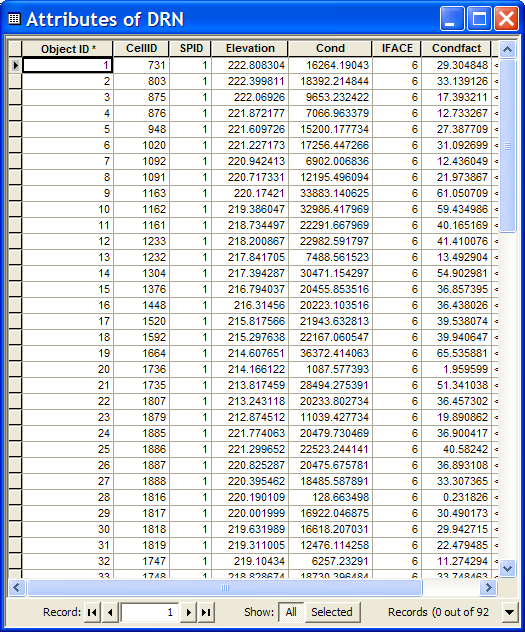 Attributes of DRN
Object ID * CellID SPID Elevation Cond IFACE Condfact
1 731 1 222.808304 16264.19043 6 29.304848 <
2 803 1 222.399811 18392.214844 6 33.139126 <
3 875 1 222.06926 9653.232422 6 17.393211 <
4 876 1 221.872177 7066.963379 6 12.733267 <
5 948 1 221.609726 15200.177734 6 27.387709 <
6 1020 1 221.227173 17256.447266 6 31.092699 <
7 1092 1 220.942413 6902.006836 6 12.436049 <
8 1091 1 220.717331 12195.496094 6 21.973867 <
9 1163 1 220.17421 33883.140625 6 61.050709 <
10 1162 1 219.386047 32986.417969 6 59.434986 <
11 1161 1 218.734497 22291.667969 6 40.165169 <
12 1233 1 218.200867 22982.591797 6 41.410076 <
13 1232 1 217.841705 7488.561523 6 13.492904 <
14 1304 1 217.394287 30471.154297 6 54.902981 <
15 1376 1 216.794037 20455.853516 6 36.857395 <
16 1448 1 216.31456 20223.103516 6 36.438026 <
17 1520 1 215.817566 21943.632813 6 39.538074 <
18 1592 1 215.297638 22167.060547 6 39.940647 <
19 1664 1 214.607651 36372.414063 6 65.535881 <
20 1736 1 214.166122 1087.577393 6 1.959599 <
21 1735 1 213.817459 28494.275391 6 51.341038 <
22 1807 1 213.243118 20233.802734 6 36.457302 <
23 1879 1 212.874512 11039.427734 6 19.890862 <
24 1885 1 221.774063 20479.730469 6 36.900417 <
25 1886 1 221.299652 22523.244141 6 40.58242 <
26 1887 1 220.825287 20475.675781 6 36.893108 <
27 1888 1 220.395462 18485.587891 6 33.307365 <
28 1816 1 220.190109 128.663498 6 0.231826 <
29 1817 1 220.001999 16922.046875 6 30.490173 <
30 1818 1 219.631989 16618.207031 6 29.942715 <
31 1819 1 219.311005 12476.114258 6 22.479485 <
32 1747 1 219.10434 6257.23291 6 11.274294 <
33 1748 1 218.828674 18730.396484 6 33.748463 <
Record: 1 Show: All Selected Records (0 out of 92